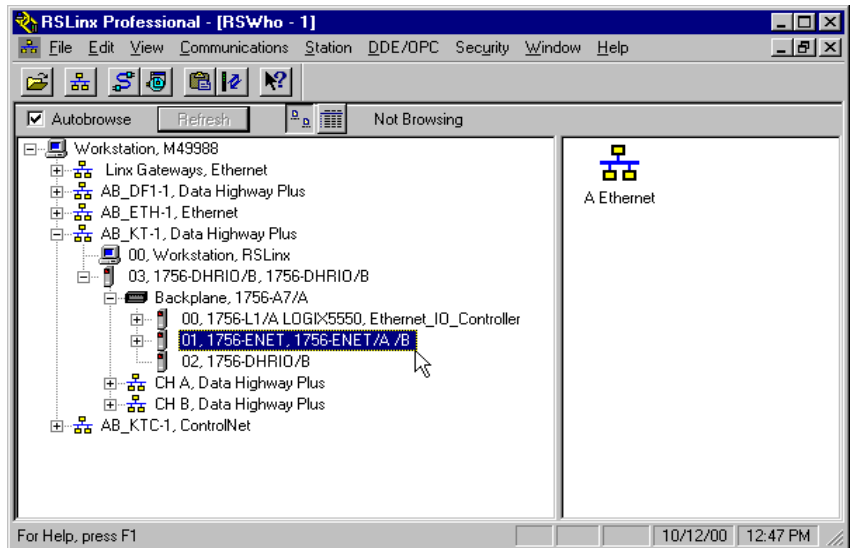 RSLinx Professional - [RSWho - 1]
File Edit View Communications Station DDE/OPC Security Window Help
Autobrowse Refresh Not Browsing
Workstation, M49988
Linx Gateways, Ethernet
AB_DF1-1, Data Highway Plus
AB_ETH-1, Ethernet
AB_KT-1, Data Highway Plus
00, Workstation, RSLinx
03, 1756-DHRIO/B, 1756-DHRIO/B
Backplane, 1756-A7/A
00, 1756-L1/A LOGIX5550, Ethernet_IO_Controller
01, 1756-ENET, 1756-ENET/A /B
02, 1756-DHRIO/B
CH A, Data Highway Plus
CH B, Data Highway Plus
AB_KTC-1, ControlNet
A Ethernet
For Help, press F1 10/12/00 12:47 PM